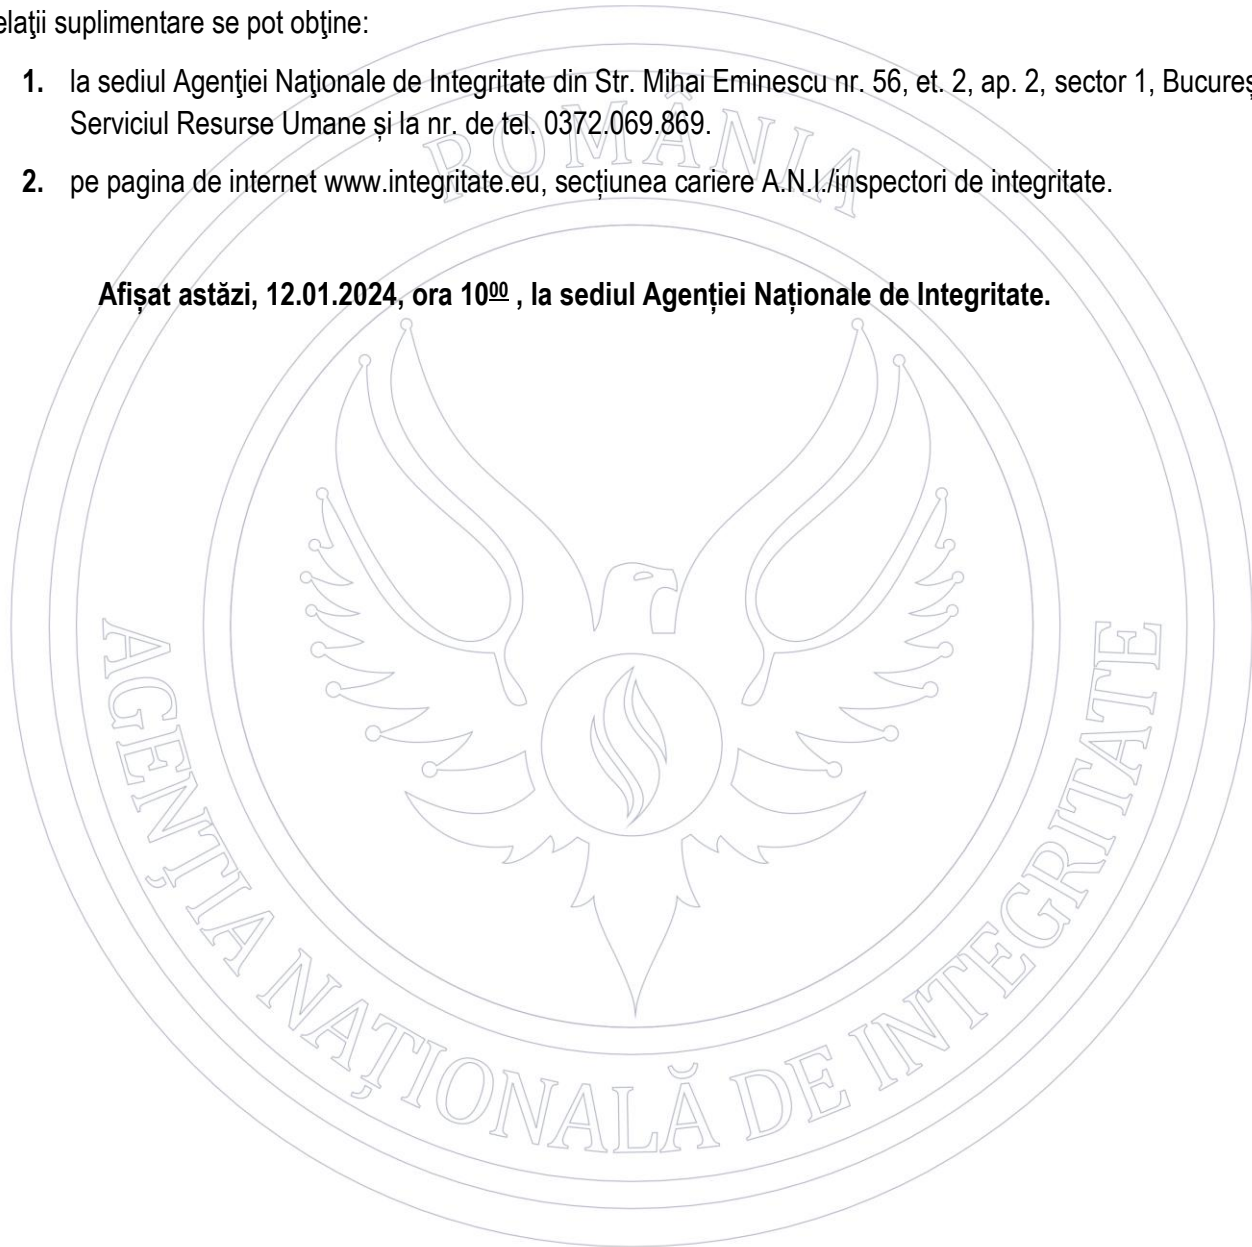 elaţii suplimentare se pot obţine:
1. la sediul Agenţiei Naţionale de Integritate din Str. Mihai Eminescu nr. 56, et. 2, ap. 2, sector 1, Bucureș
Serviciul Resurse Umane și la nr. de tel. 0372.069.869.
2. pe pagina de internet www.integritate.eu, secțiunea cariere A.N.I./inspectori de integritate.
Afișat astăzi, 12.01.2024, ora 10⁰⁰ , la sediul Agenției Naționale de Integritate.
ROMÂNIA
AGENȚIA NAȚIONALĂ DE INTEGRITATE